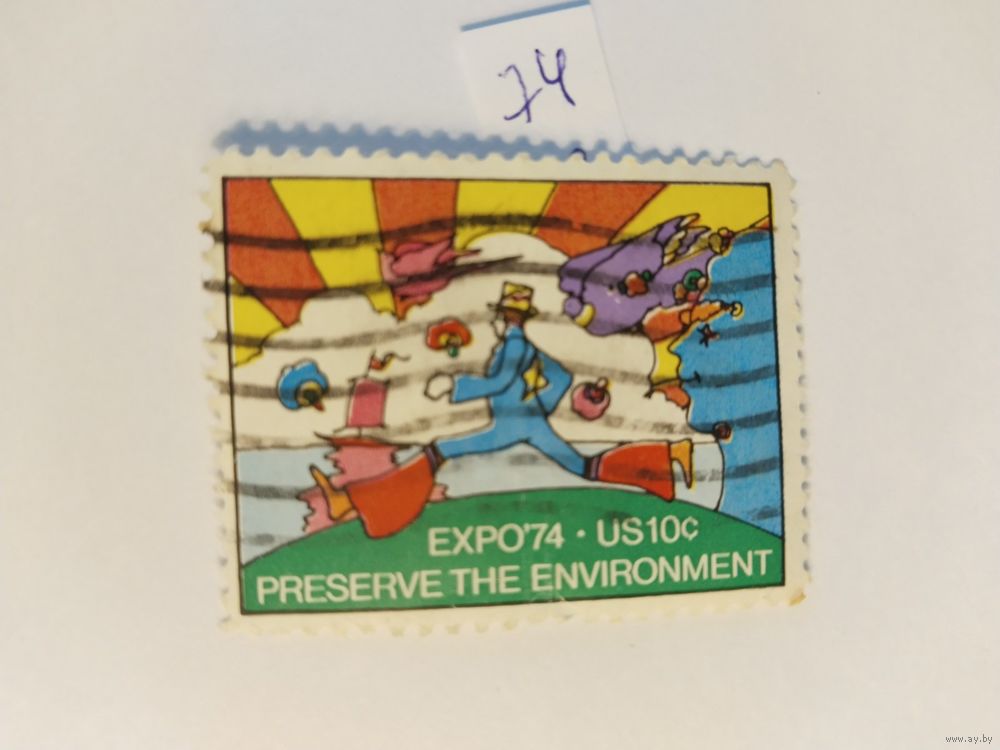 74
EXPO'74 · US10¢
PRESERVE THE ENVIRONMENT
www.ay.by